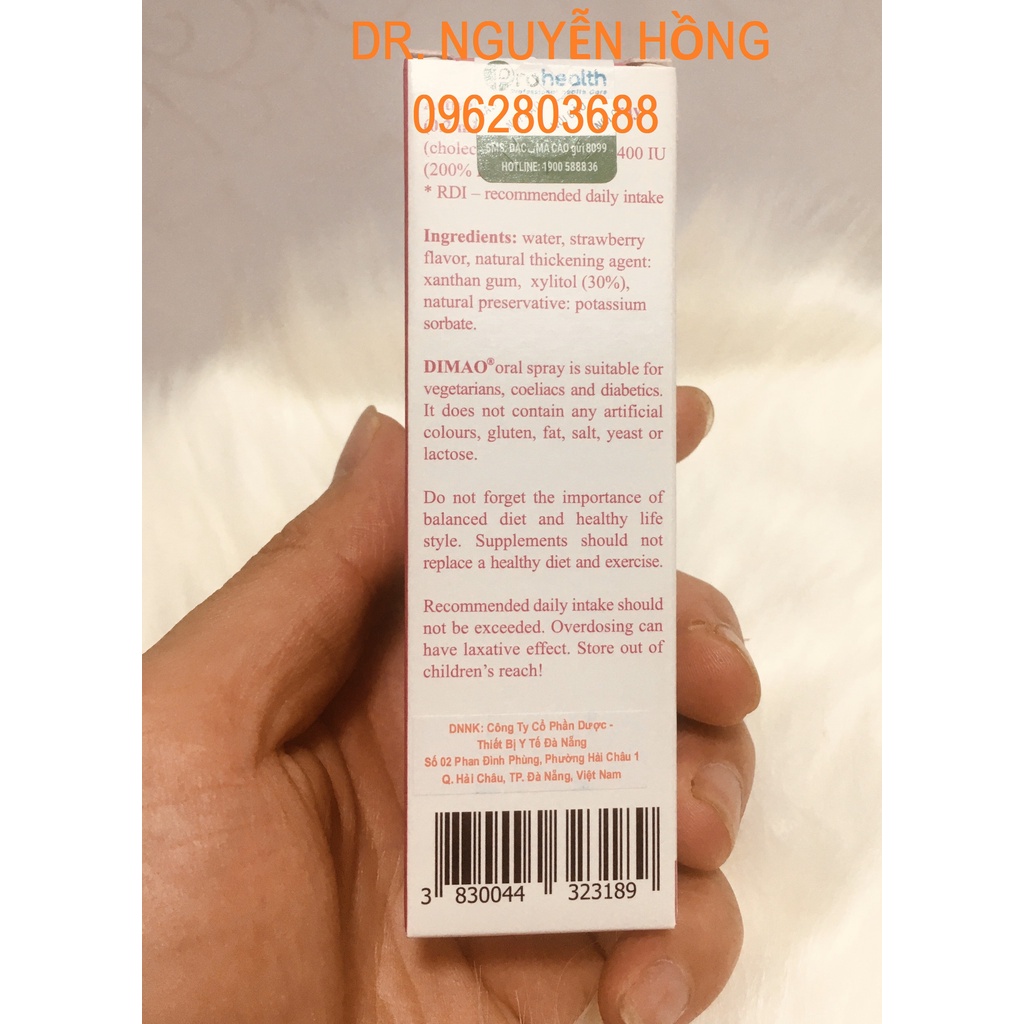 DR. NGUYỄN HỒNG
health
0962803688
(cholec
400 IU
SMS: ĐÀO MÃ CÀO gửi 8099
(200%
HOTLINE: 1900 588836
* RDI – recommended daily intake
Ingredients: water, strawberry
flavor, natural thickening agent:
xanthan gum, xylitol (30%),
natural preservative: potassium
sorbate.
DIMAO® oral spray is suitable for
vegetarians, coeliacs and diabetics.
It does not contain any artificial
colours, gluten, fat, salt, yeast or
lactose.
Do not forget the importance of
balanced diet and healthy life
style. Supplements should not
replace a healthy diet and exercise.
Recommended daily intake should
not be exceeded. Overdosing can
have laxative effect. Store out of
children's reach!
DNNK: Công Ty Cổ Phần Dược -
Thiết Bị Y Tế Đà Nẵng
Số 02 Phan Đình Phùng, Phường Hải Châu 1
Q. Hải Châu, TP. Đà Nẵng, Việt Nam
3 830044 323189